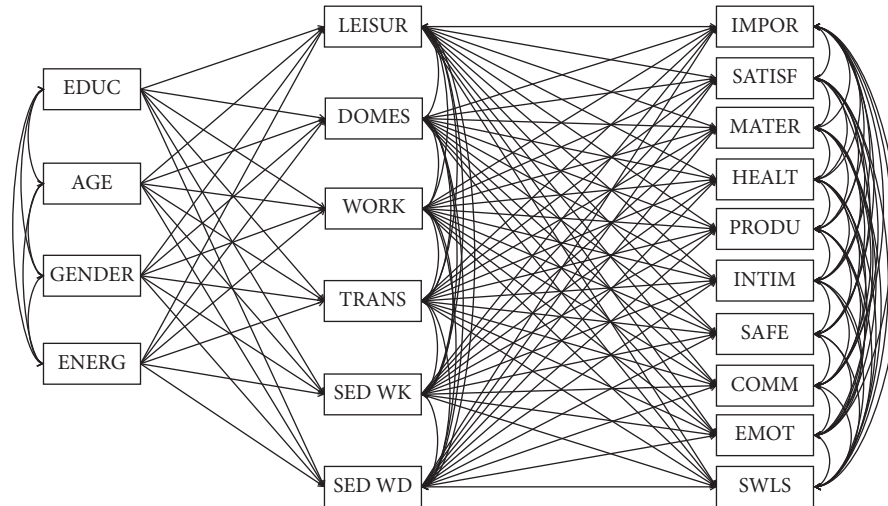 EDUC
AGE
GENDER
ENERG
LEISUR
DOMES
WORK
TRANS
SED WK
SED WD
IMPOR
SATISF
MATER
HEALT
PRODU
INTIM
SAFE
COMM
EMOT
SWLS